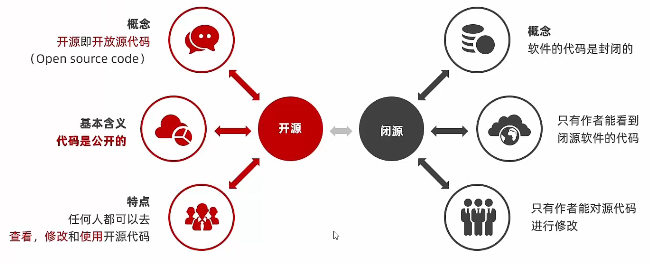 概念
开源即开放源代码
（Open source code）
基本含义
代码是公开的
特点
任何人都可以去
查看，修改和使用开源代码
开源
闭源
概念
软件的代码是封闭的
只有作者能看到
闭源软件的代码
只有作者能对源代码
进行修改